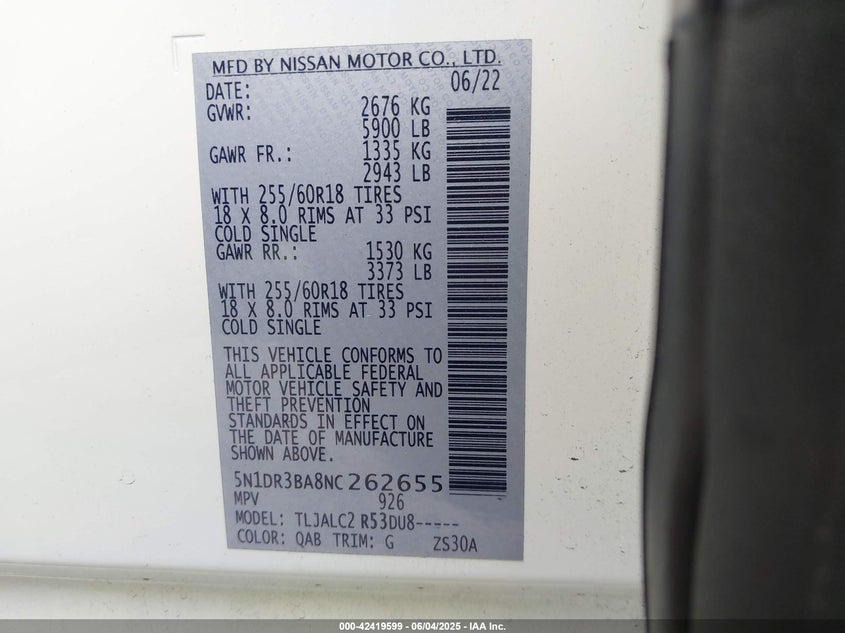 MFD BY NISSAN MOTOR CO., LTD.
DATE: 06/22
GVWR: 2676 KG
5900 LB
GAWR FR.: 1335 KG
2943 LB
WITH 255/60R18 TIRES
18 X 8.0 RIMS AT 33 PSI
COLD SINGLE
GAWR RR.: 1530 KG
3373 LB
WITH 255/60R18 TIRES
18 X 8.0 RIMS AT 33 PSI
COLD SINGLE
THIS VEHICLE CONFORMS TO
ALL APPLICABLE FEDERAL
MOTOR VEHICLE SAFETY AND
THEFT PREVENTION
STANDARDS IN EFFECT ON
THE DATE OF MANUFACTURE
SHOWN ABOVE.
5N1DR3BA8NC262655
MPV 926
MODEL: TLJALC2 R53DU8-----
COLOR: QAB TRIM: G ZS30A
000-42419599 - 06/04/2025 - IAA Inc.